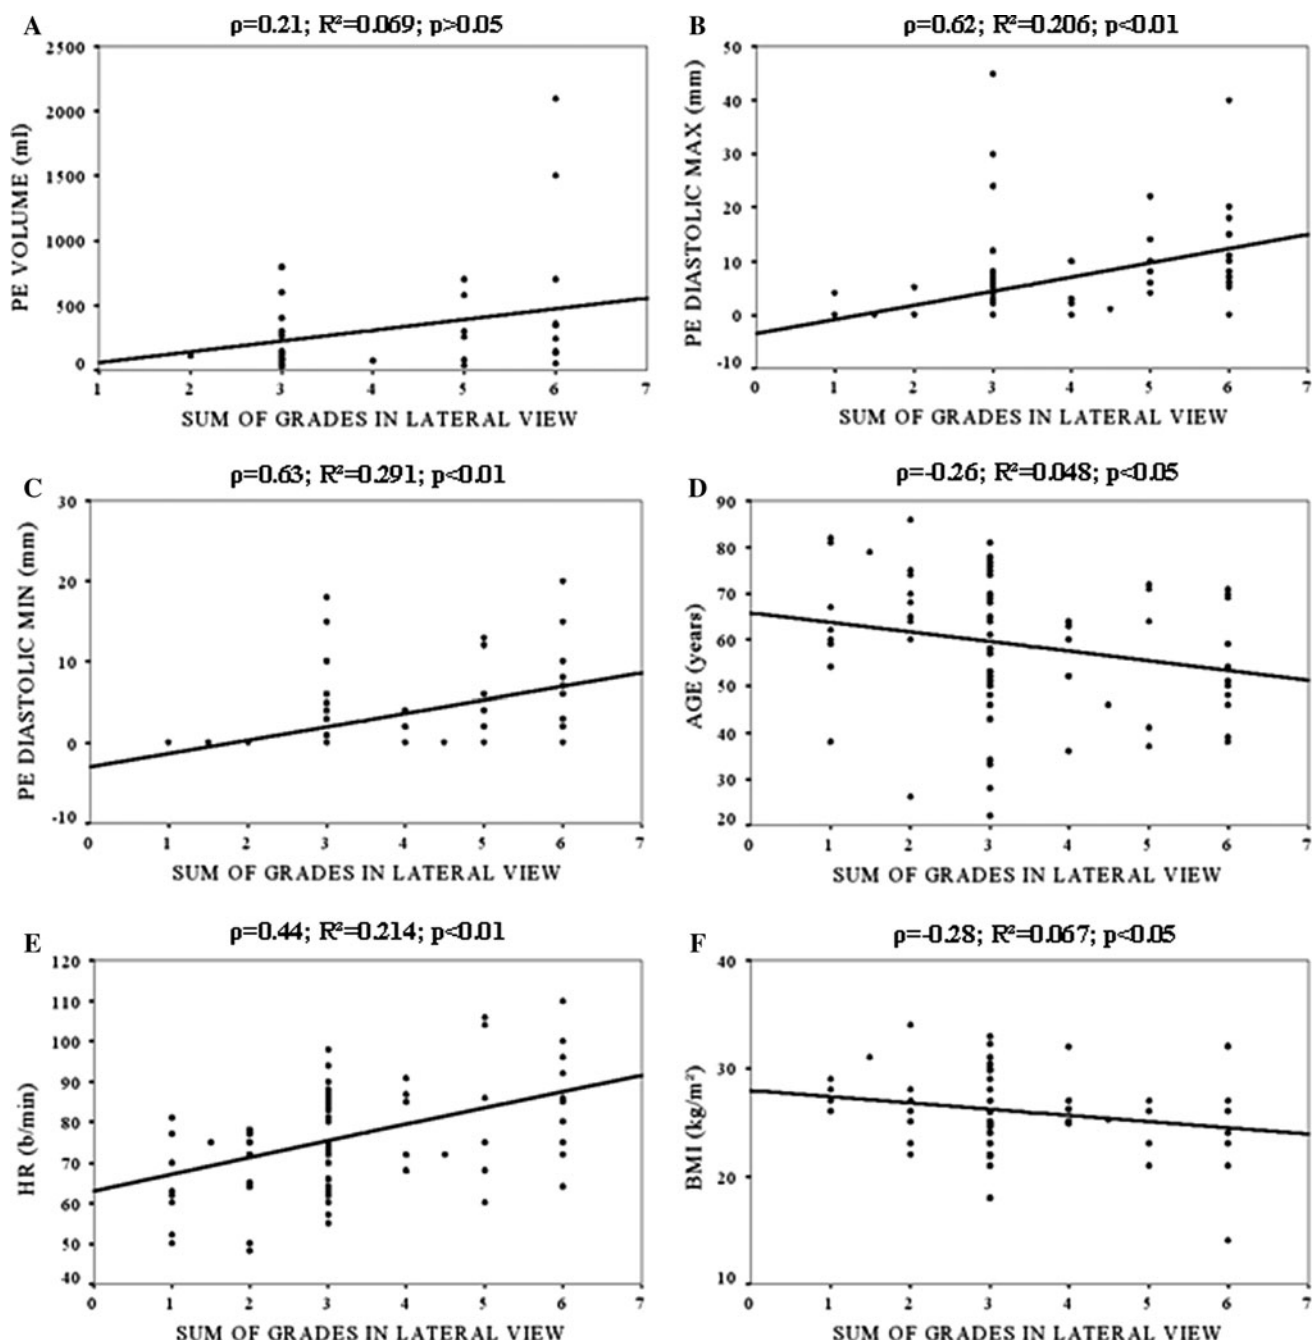 A
ρ=0.21; R²=0.069; p>0.05
PE VOLUME (ml)
2500
2000
1500
1000
500
0
1 2 3 4 5 6 7
SUM OF GRADES IN LATERAL VIEW
B
ρ=0.62; R²=0.206; p<0.01
PE DIASTOLIC MAX (mm)
50
40
30
20
10
0
-10
0 1 2 3 4 5 6 7
SUM OF GRADES IN LATERAL VIEW
C
ρ=0.63; R²=0.291; p<0.01
PE DIASTOLIC MIN (mm)
30
20
10
0
-10
0 1 2 3 4 5 6 7
SUM OF GRADES IN LATERAL VIEW
D
ρ=-0.26; R²=0.048; p<0.05
AGE (years)
90
80
70
60
50
40
30
20
0 1 2 3 4 5 6 7
SUM OF GRADES IN LATERAL VIEW
E
ρ=0.44; R²=0.214; p<0.01
HR (b/min)
120
110
100
90
80
70
60
50
40
0 1 2 3 4 5 6 7
SUM OF GRADES IN LATERAL VIEW
F
ρ=-0.28; R²=0.067; p<0.05
BMI (kg/m²)
40
30
20
10
0 1 2 3 4 5 6 7
SUM OF GRADES IN LATERAL VIEW